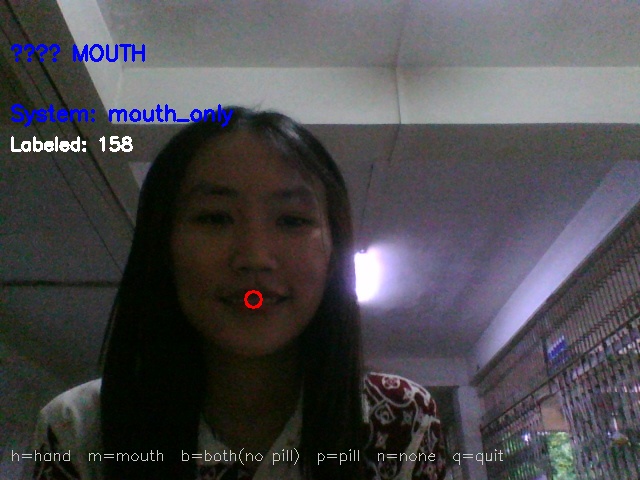 ???? MOUTH
System: mouth_only
Labeled: 158
h=hand m=mouth b=both(no pill) p=pill n=none q=quit